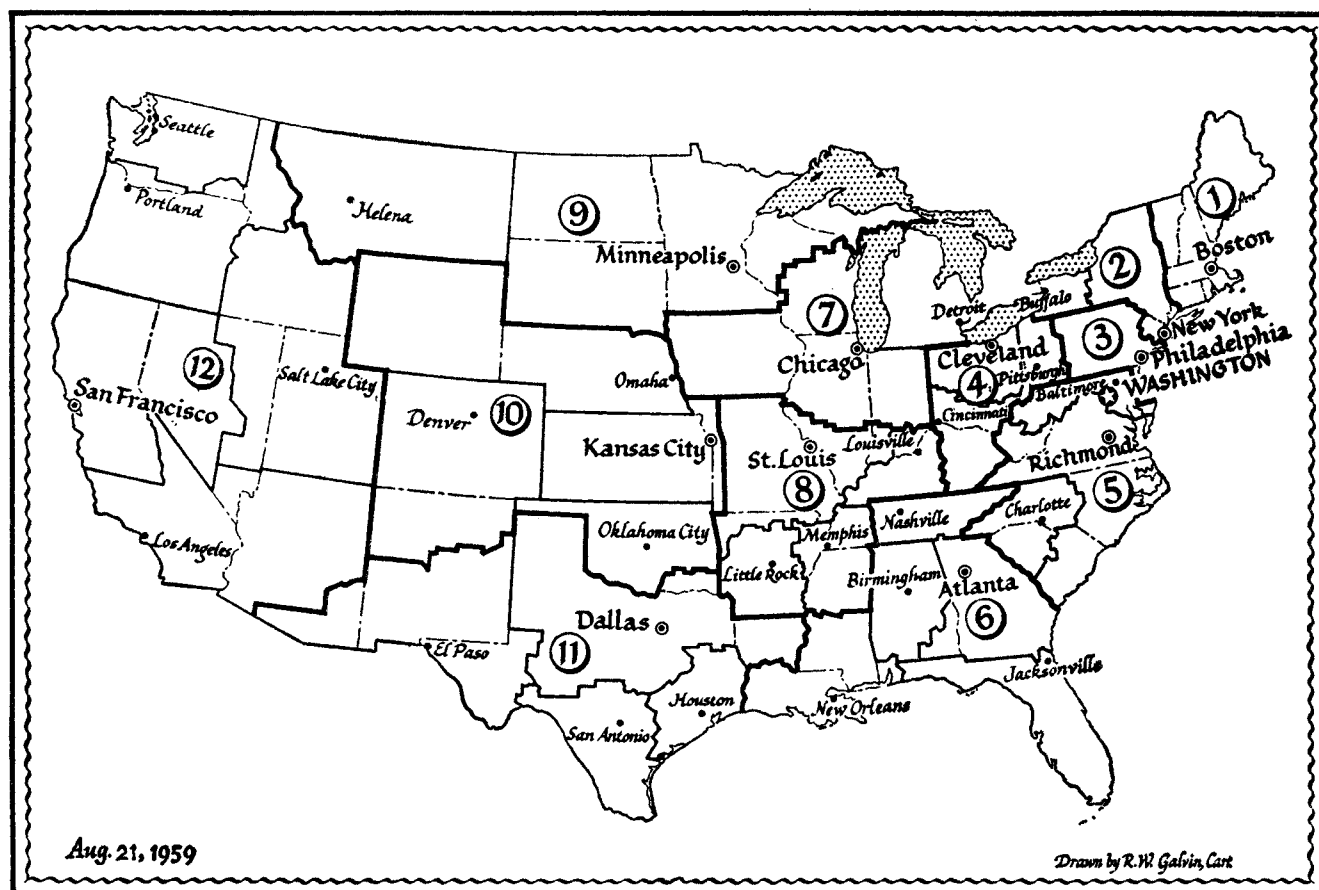 Seattle
Portland
Helena
9
Minneapolis
1
Boston
2
Buffalo
Detroit
7
Chicago
Cleveland
4
Pittsburgh
3
New York
Philadelphia
WASHINGTON
Baltimore
Cincinnati
12
San Francisco
Salt Lake City
Omaha
Denver
10
Kansas City
St. Louis
8
Louisville
Richmond
5
Charlotte
Nashville
Memphis
Oklahoma City
Little Rock
Birmingham
Atlanta
6
Los Angeles
Dallas
11
El Paso
Houston
San Antonio
New Orleans
Jacksonville
Aug. 21, 1959
Drawn by R.W. Galvin, Cart.